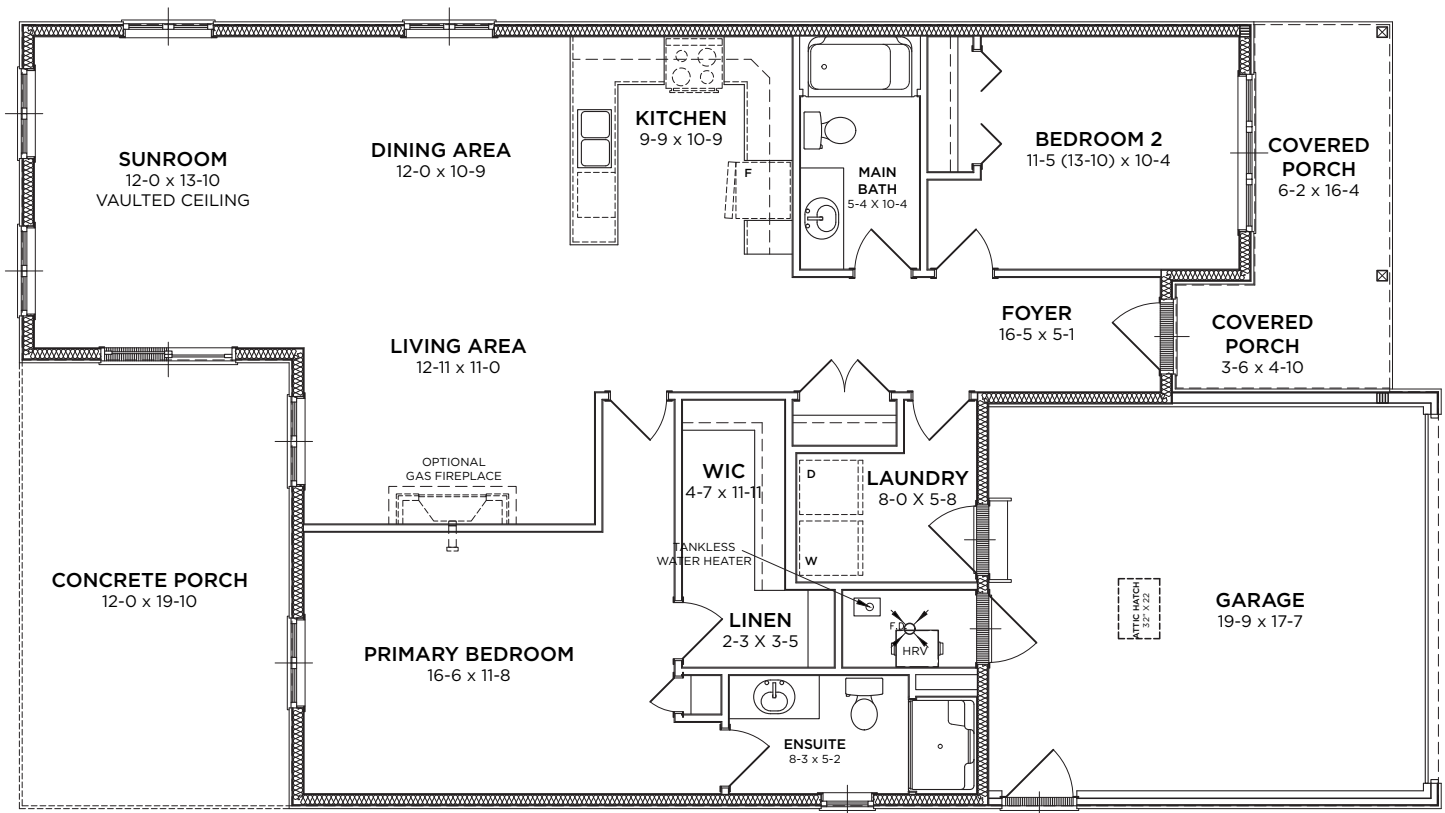 SUNROOM
12-0 x 13-10
VAULTED CEILING
DINING AREA
12-0 x 10-9
KITCHEN
9-9 x 10-9
F
MAIN
BATH
5-4 X 10-4
BEDROOM 2
11-5 (13-10) x 10-4
COVERED
PORCH
6-2 x 16-4
LIVING AREA
12-11 x 11-0
FOYER
16-5 x 5-1
COVERED
PORCH
3-6 x 4-10
OPTIONAL
GAS FIREPLACE
WIC
4-7 x 11-11
D
LAUNDRY
8-0 X 5-8
W
TANKLESS
WATER HEATER
CONCRETE PORCH
12-0 x 19-10
PRIMARY BEDROOM
16-6 x 11-8
LINEN
2-3 X 3-5
F.D.
HRV
ATTIC HATCH
32" X 22
GARAGE
19-9 x 17-7
ENSUITE
8-3 x 5-2